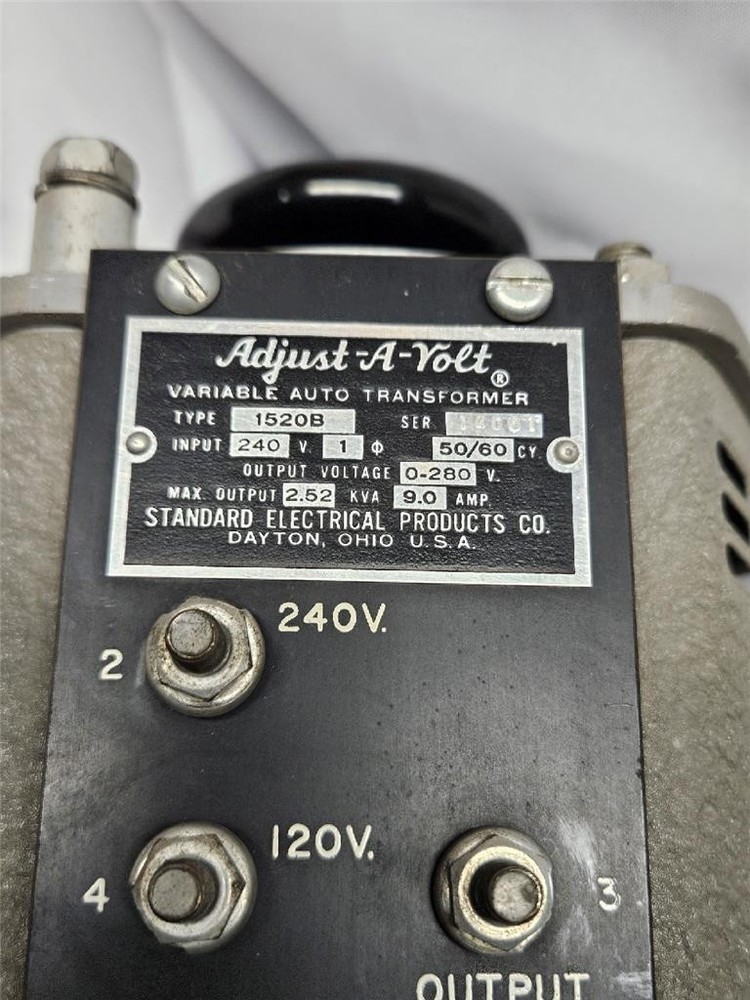 Adjust-A-Volt®
VARIABLE AUTO TRANSFORMER
TYPE 1520B SER.
INPUT 240 V. 1 Φ 50/60 CY.
OUTPUT VOLTAGE 0-280 V.
MAX. OUTPUT 2.52 KVA 9.0 AMP.
STANDARD ELECTRICAL PRODUCTS CO.
DAYTON, OHIO U.S.A.
240V.
2
120V.
4
3
OUTPUT